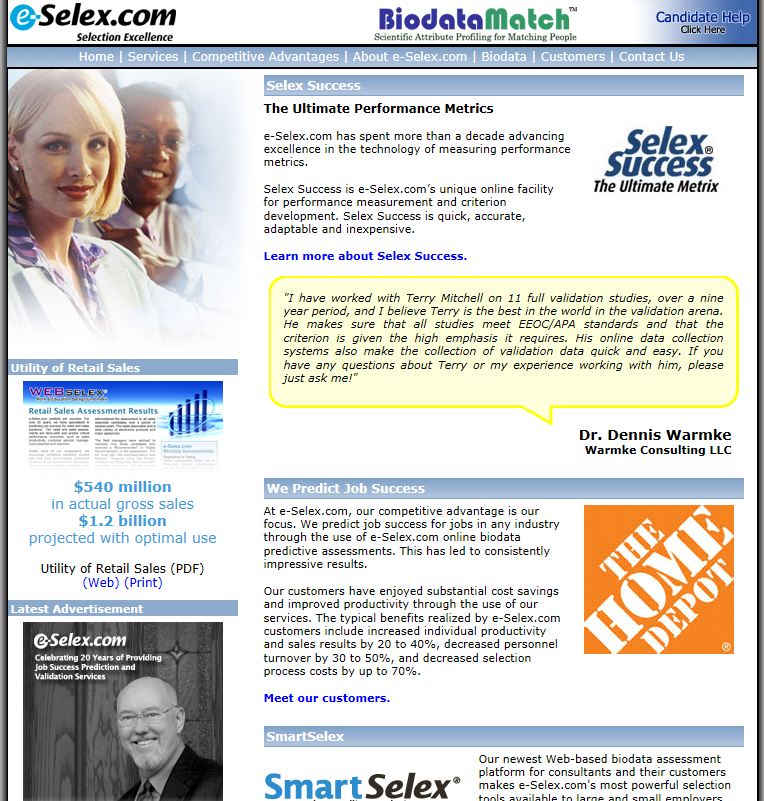 e-Selex.com
Selection Excellence
BiodataMatch™
Scientific Attribute Profiling for Matching People
Candidate Help
Click Here
Home | Services | Competitive Advantages | About e-Selex.com | Biodata | Customers | Contact Us
Selex Success
The Ultimate Performance Metrics
e-Selex.com has spent more than a decade advancing
excellence in the technology of measuring performance
metrics.
Selex Success is e-Selex.com's unique online facility
for performance measurement and criterion
development. Selex Success is quick, accurate,
adaptable and inexpensive.
Learn more about Selex Success.
Selex®
Success
The Ultimate Metrix
"I have worked with Terry Mitchell on 11 full validation studies, over a nine
year period, and I believe Terry is the best in the world in the validation arena.
He makes sure that all studies meet EEOC/APA standards and that the
criterion is given the high emphasis it requires. His online data collection
systems also make the collection of validation data quick and easy. If you
have any questions about Terry or my experience working with him, please
just ask me!"
Dr. Dennis Warmke
Warmke Consulting LLC
Utility of Retail Sales
WEBSELEX®
Retail Sales Assessment Results
$540 million
in actual gross sales
$1.2 billion
projected with optimal use
Utility of Retail Sales (PDF)
(Web) (Print)
Latest Advertisement
e-Selex.com
Celebrating 20 Years of Providing
Job Success Prediction and
Validation Services
We Predict Job Success
At e-Selex.com, our competitive advantage is our
focus. We predict job success for jobs in any industry
through the use of e-Selex.com online biodata
predictive assessments. This has led to consistently
impressive results.
Our customers have enjoyed substantial cost savings
and improved productivity through the use of our
services. The typical benefits realized by e-Selex.com
customers include increased individual productivity
and sales results by 20 to 40%, decreased personnel
turnover by 30 to 50%, and decreased selection
process costs by up to 70%.
Meet our customers.
THE
HOME
DEPOT
®
SmartSelex
SmartSelex®
Our newest Web-based biodata assessment
platform for consultants and their customers
makes e-Selex.com's most powerful selection
tools available to large and small employers